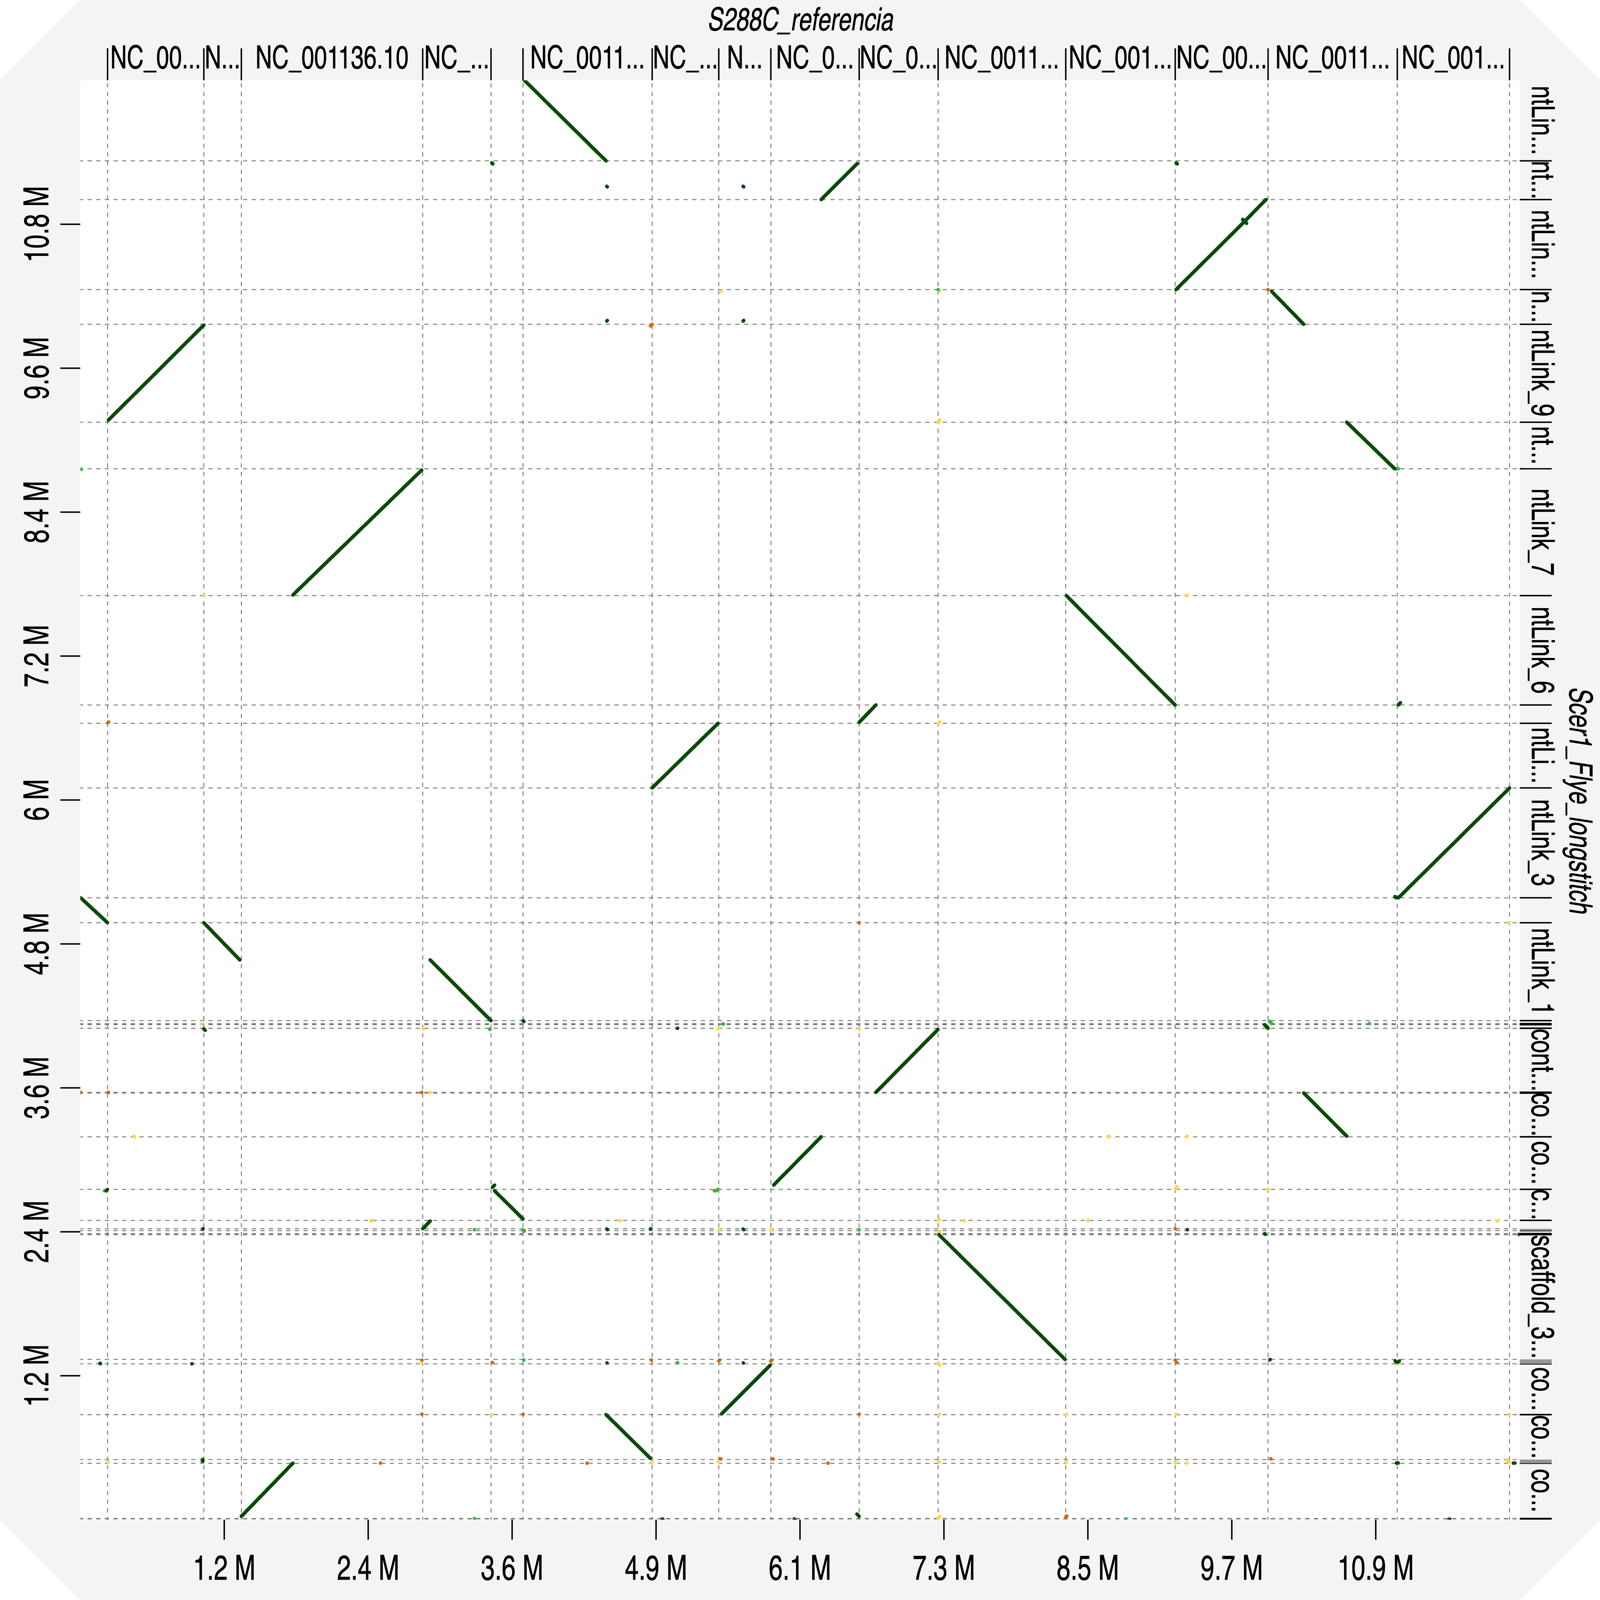 S288C_referencia
NC_00... N... NC_001136.10 NC_... NC_0011... NC_... N... NC_0... NC_0... NC_0011... NC_001... NC_00... NC_0011... NC_001...
ntLin...
nt...
ntLin...
n...
ntLink_9
nt...
ntLink_7
ntLink_6
ntLi...
ntLink_3
ntLink_1
cont...
co...
co...
c...
scaffold_3...
co...
co...
co...
Scer1_Flye_longstitch
10.8 M
9.6 M
8.4 M
7.2 M
6 M
4.8 M
3.6 M
2.4 M
1.2 M
1.2 M 2.4 M 3.6 M 4.9 M 6.1 M 7.3 M 8.5 M 9.7 M 10.9 M